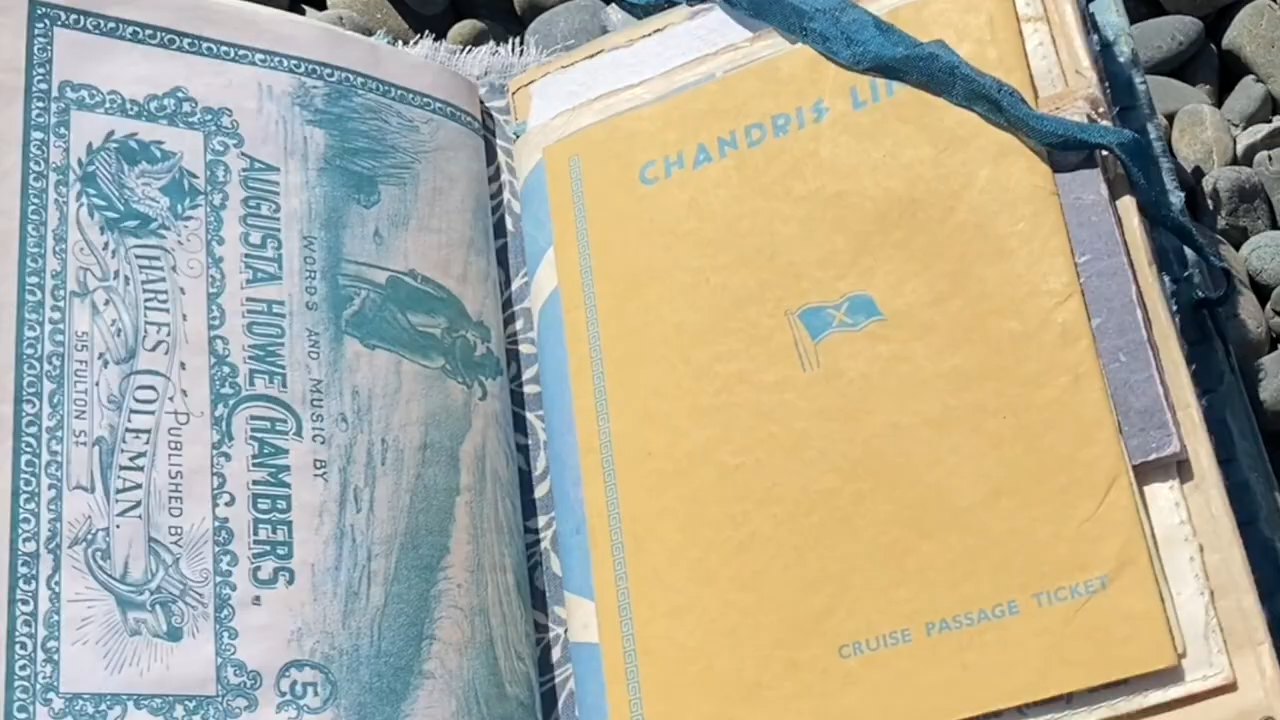 WORDS AND MUSIC BY
AUGUSTA HOWE CHAMBERS.
PUBLISHED BY
CHARLES COLEMAN.
515 FULTON ST
5
CHANDRIS LI
CRUISE PASSAGE TICKET